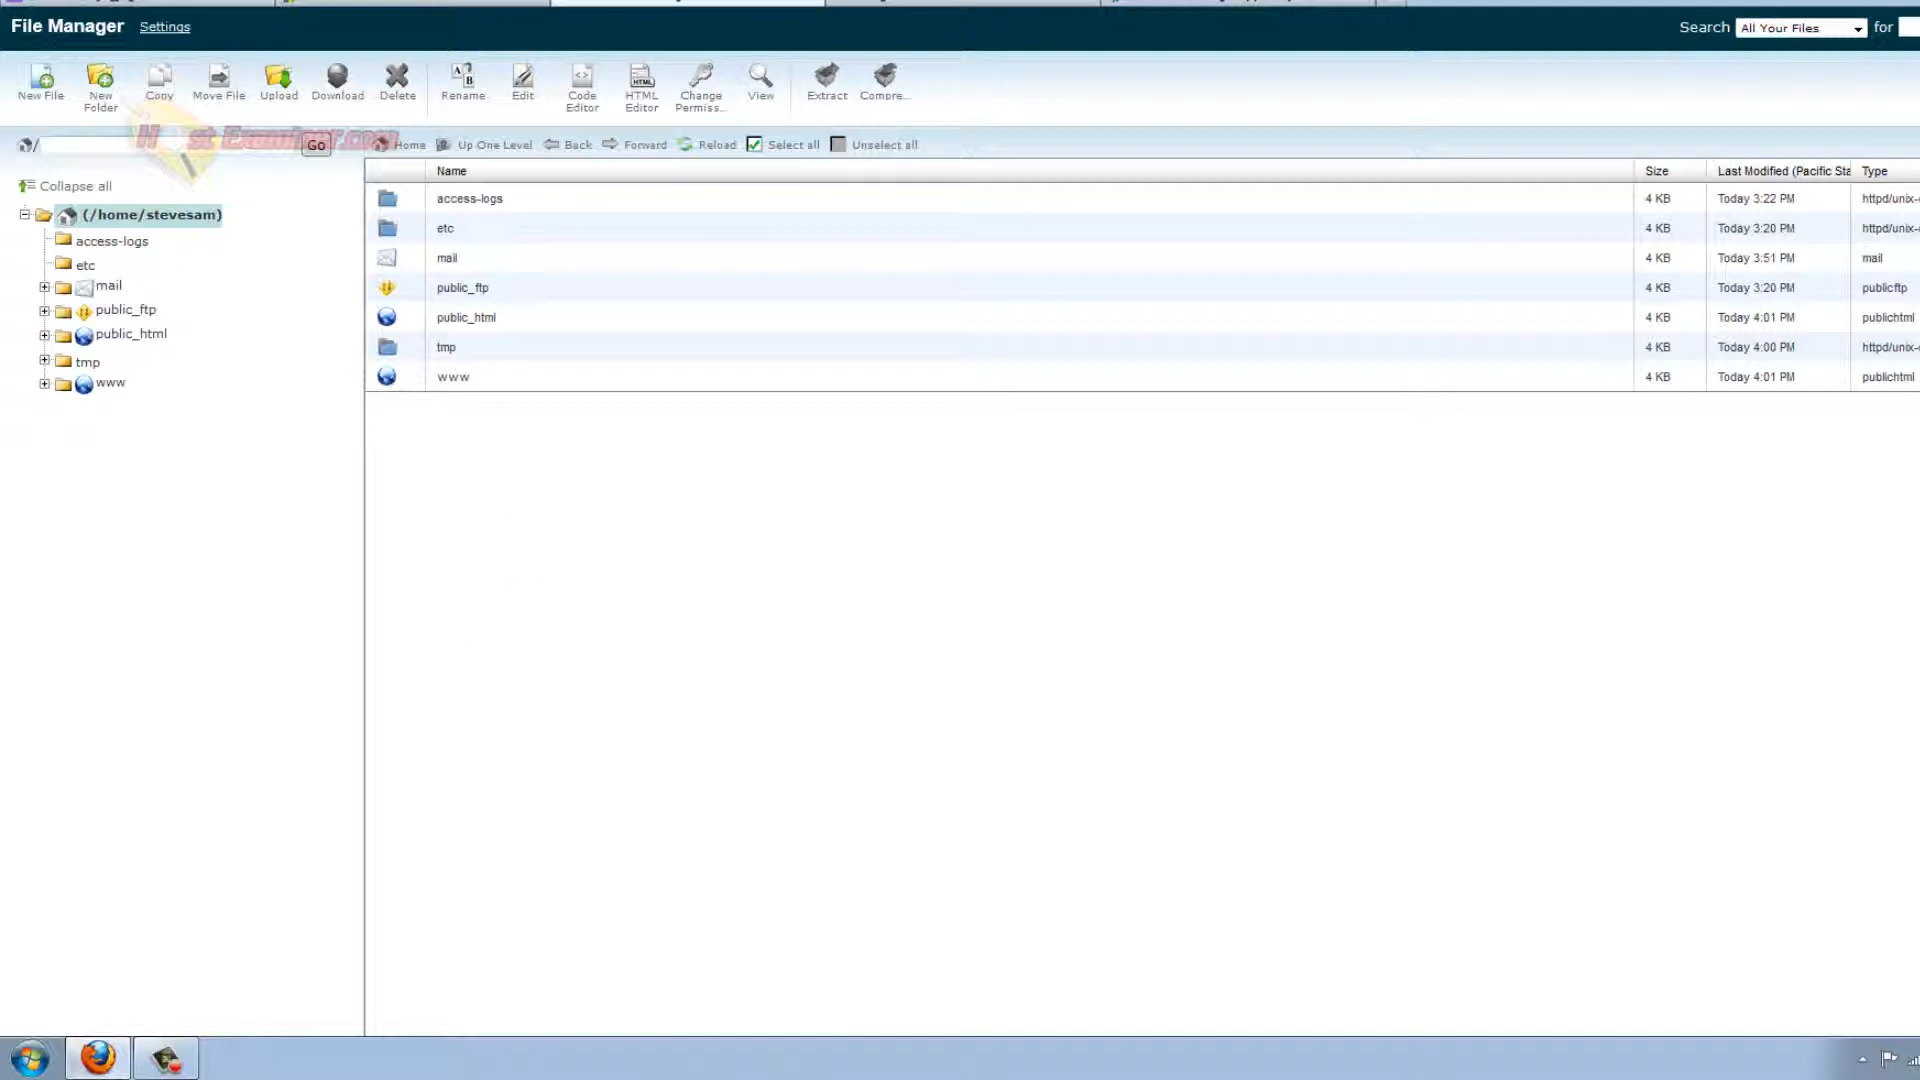 File Manager Settings Search All Your Files for
New File New Folder Copy Move File Upload Download Delete Rename Edit Code Editor HTML Editor Change Permiss... View Extract Compre...
/ Go Home Up One Level Back Forward Reload Select all Unselect all
Collapse all
(/home/stevesam)
access-logs
etc
mail
public_ftp
public_html
tmp
www
Name Size Last Modified (Pacific Sta Type
access-logs 4 KB Today 3:22 PM httpd/unix-
etc 4 KB Today 3:20 PM httpd/unix-
mail 4 KB Today 3:51 PM mail
public_ftp 4 KB Today 3:20 PM publicftp
public_html 4 KB Today 4:01 PM publichtml
tmp 4 KB Today 4:00 PM httpd/unix-
www 4 KB Today 4:01 PM publichtml